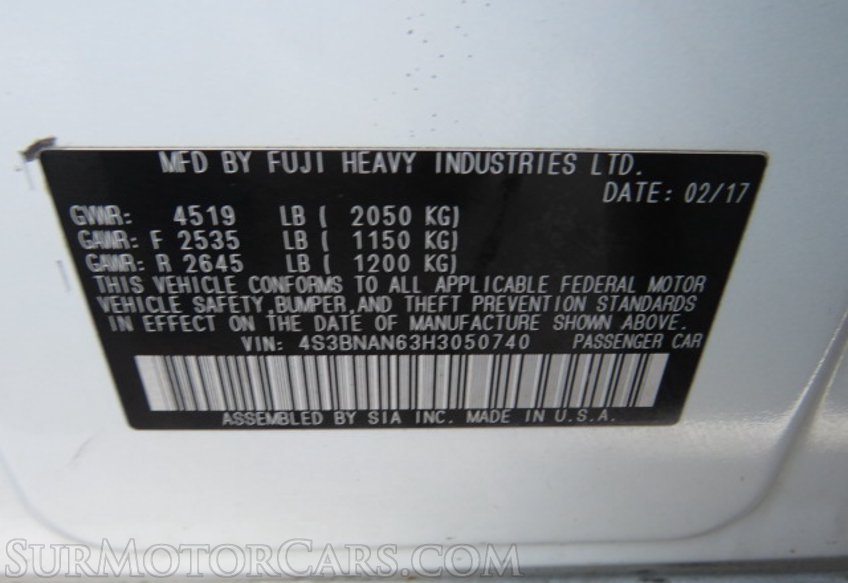 MFD BY FUJI HEAVY INDUSTRIES LTD.
DATE: 02/17
GVWR: 4519 LB ( 2050 KG)
GAWR: F 2535 LB ( 1150 KG)
GAWR: R 2645 LB ( 1200 KG)
THIS VEHICLE CONFORMS TO ALL APPLICABLE FEDERAL MOTOR
VEHICLE SAFETY,BUMPER,AND THEFT PREVENTION STANDARDS
IN EFFECT ON THE DATE OF MANUFACTURE SHOWN ABOVE.
VIN: 4S3BNAN63H3050740 PASSENGER CAR
ASSEMBLED BY SIA INC. MADE IN U.S.A.
SURMOTORCARS.COM